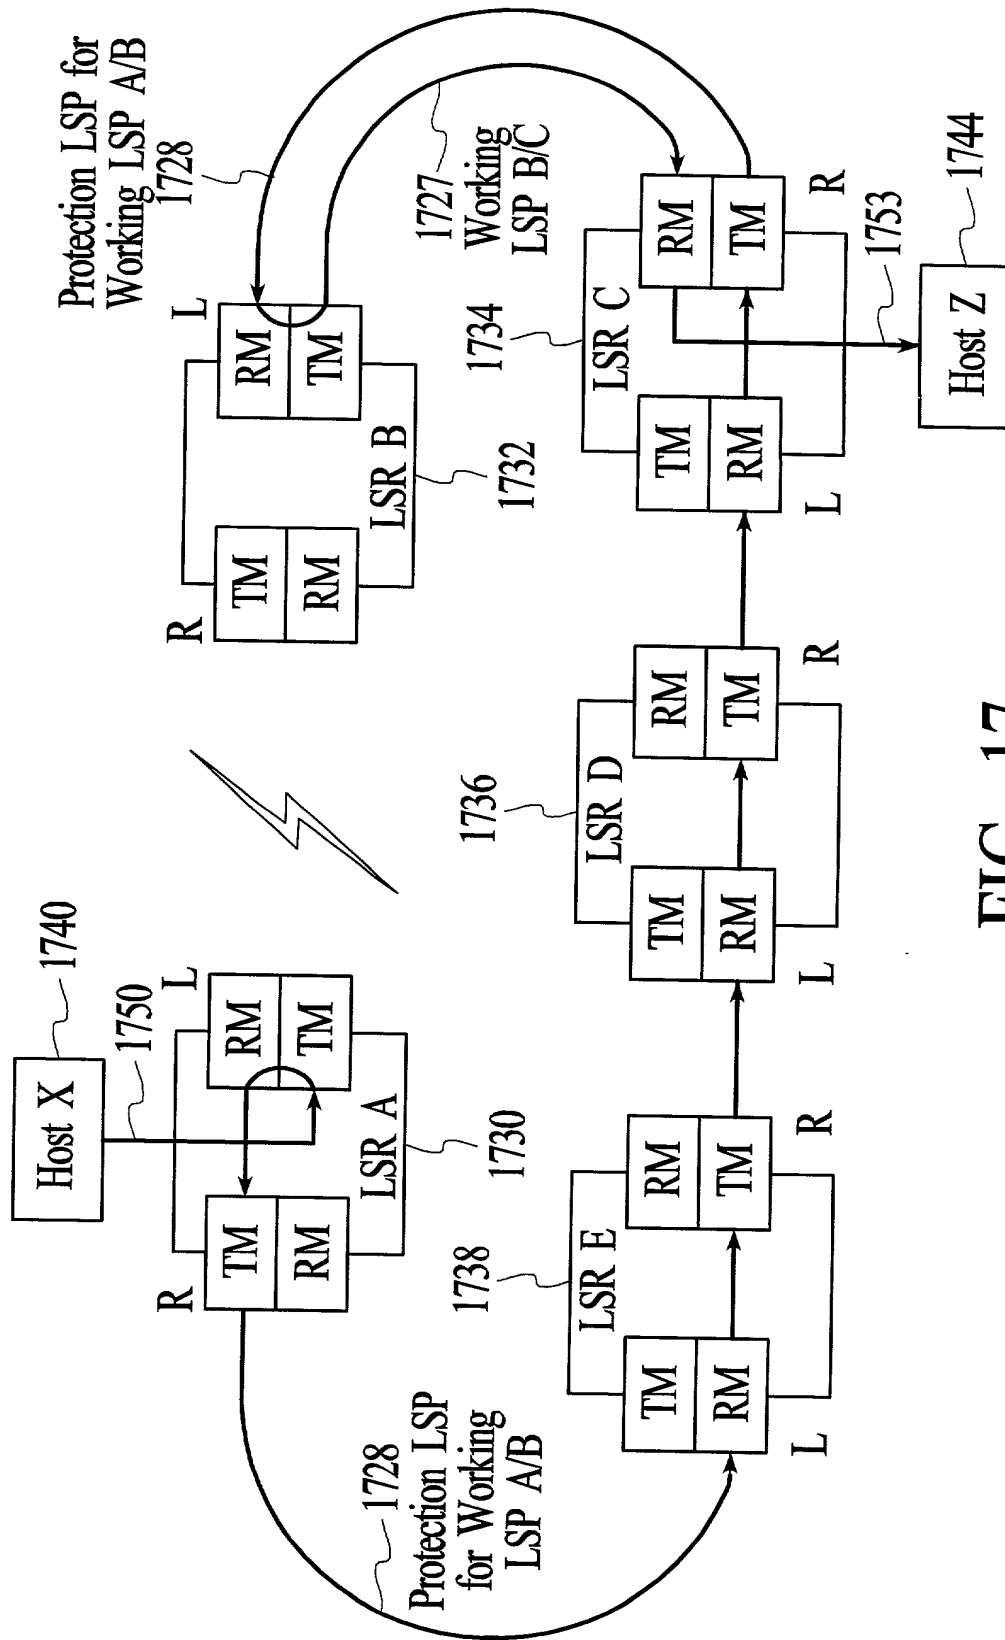 Host X
1740
1750
R
L
TM
RM
RM
TM
LSR A
1730
R
L
TM
RM
RM
TM
LSR B
1732
Protection LSP for
Working LSP A/B
1728
1727
Working
LSP B/C
1728
Protection LSP
for Working
LSP A/B
1738
LSR E
TM
RM
RM
TM
L
R
1736
LSR D
TM
RM
RM
TM
L
R
1734
LSR C
TM
RM
RM
TM
L
R
1753
Host Z
1744
FIG. 17